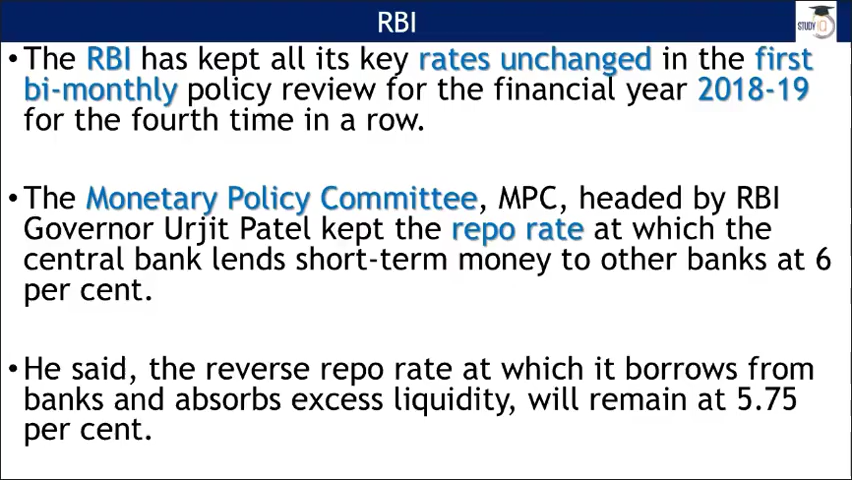 RBI
STUDY IQ
• The RBI has kept all its key rates unchanged in the first
bi-monthly policy review for the financial year 2018-19
for the fourth time in a row.
• The Monetary Policy Committee, MPC, headed by RBI
Governor Urjit Patel kept the repo rate at which the
central bank lends short-term money to other banks at 6
per cent.
• He said, the reverse repo rate at which it borrows from
banks and absorbs excess liquidity, will remain at 5.75
per cent.